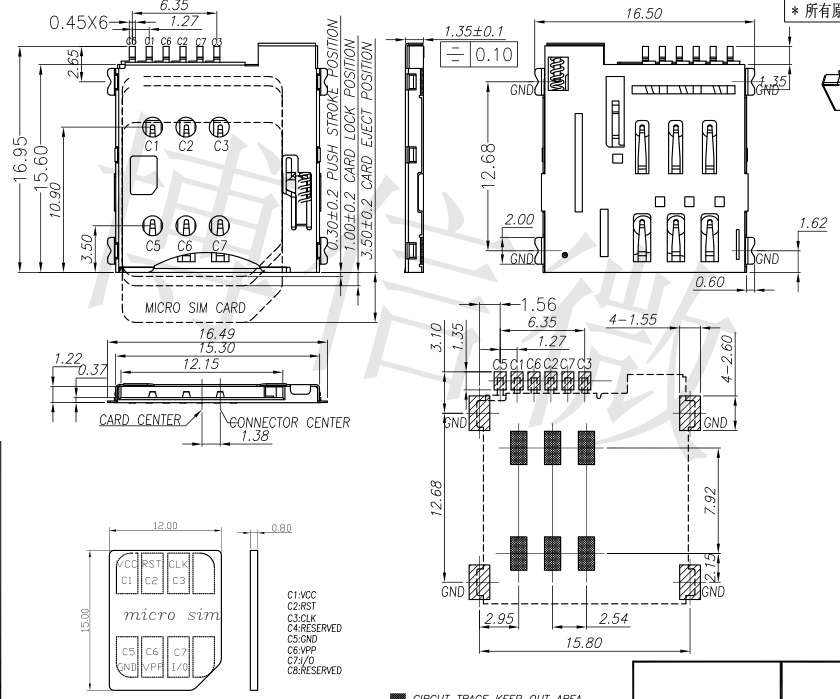 6.35
0.45X6
1.27
C5 C1 C6 C2 C7 C3
2.65
16.95
15.60
10.90
3.50
C1 C2 C3
C5 C6 C7
MICRO SIM CARD
0.30±0.2 PUSH STROKE POSITION
1.00±0.2 CARD LOCK POSITION
3.50±0.2 CARD EJECT POSITION
1.35±0.1
0.10
16.50
* 所有
GND
1.35
GND
12.68
2.00
1.62
GND
GND
0.60
16.49
15.30
12.15
1.22
0.37
CARD CENTER
CONNECTOR CENTER
1.38
1.56
6.35
4-1.55
3.10
1.35
1.27
4-2.60
C5 C1 C6 C2 C7 C3
GND
GND
12.68
7.92
2.15
GND
GND
2.95
2.54
15.80
12.00
0.80
15.00
VCC RST CLK
C1 C2 C3
micro sim
C5 C6 C7
GND VPP I/O
C1:VCC
C2:RST
C3:CLK
C4:RESERVED
C5:GND
C6:VPP
C7:I/O
C8:RESERVED
CIRCUIT TRACE KEEP OUT AREA
博信微